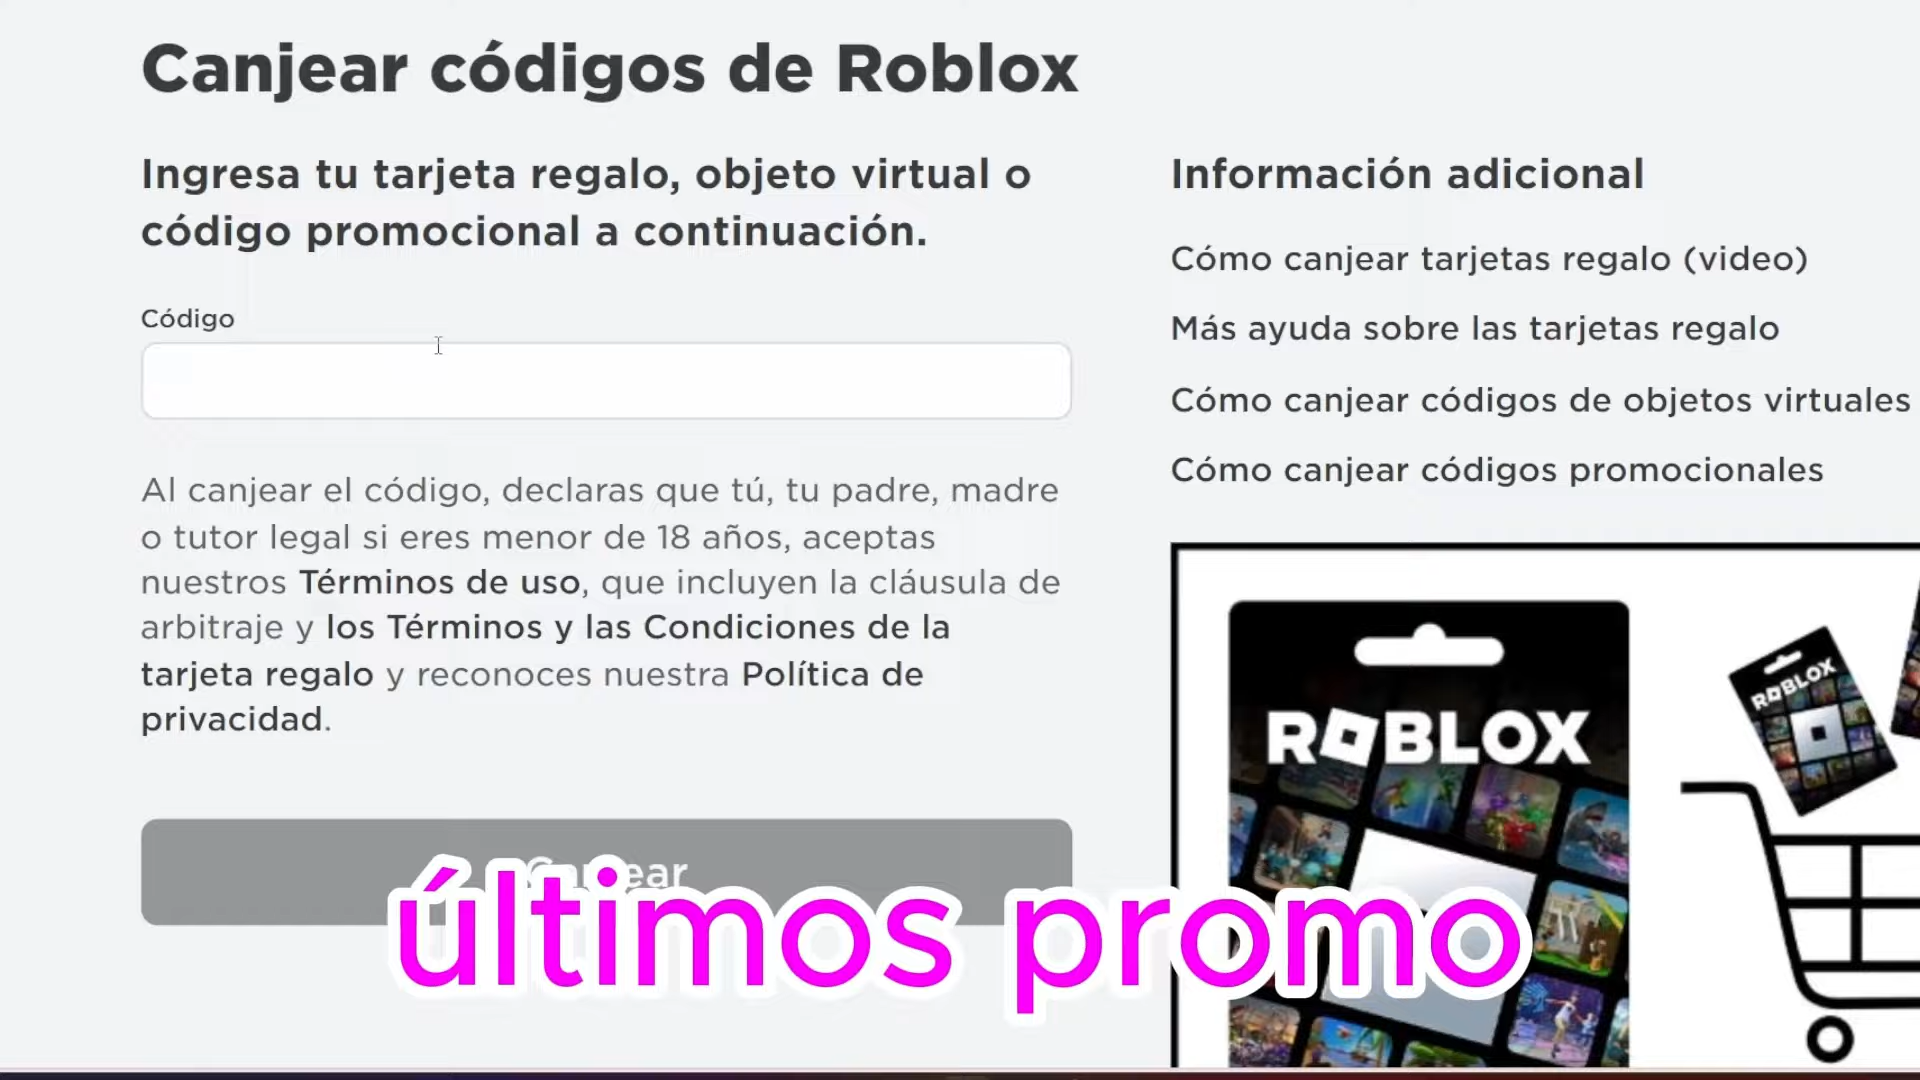 Canjear códigos de Roblox
Ingresa tu tarjeta regalo, objeto virtual o
código promocional a continuación.
Código
Al canjear el código, declaras que tú, tu padre, madre
o tutor legal si eres menor de 18 años, aceptas
nuestros Términos de uso, que incluyen la cláusula de
arbitraje y los Términos y las Condiciones de la
tarjeta regalo y reconoces nuestra Política de
privacidad.
Canjear
últimos promo
Información adicional
Cómo canjear tarjetas regalo (video)
Más ayuda sobre las tarjetas regalo
Cómo canjear códigos de objetos virtuales
Cómo canjear códigos promocionales
ROBLOX
ROBLOX